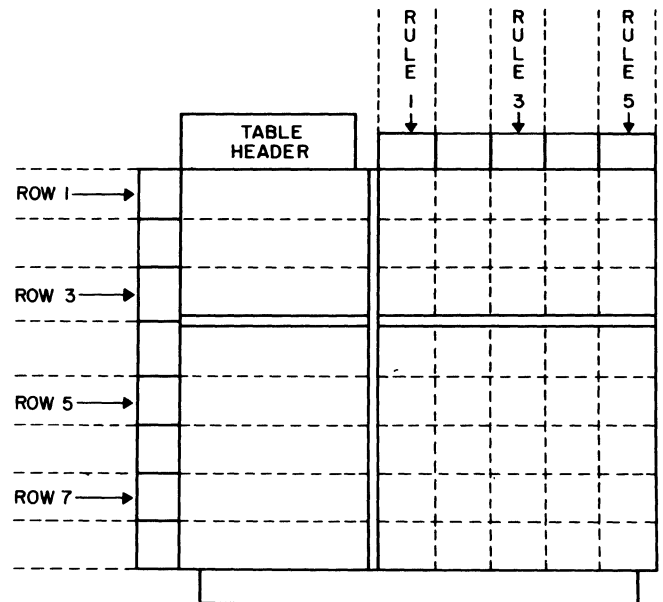 RULE 1
RULE 3
RULE 5
TABLE
HEADER
ROW 1
ROW 3
ROW 5
ROW 7